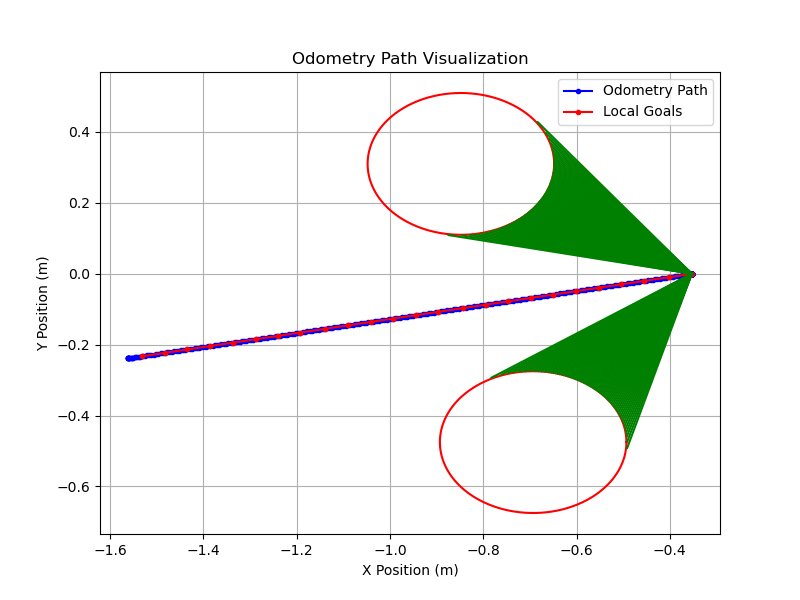 Odometry Path Visualization
Odometry Path
Local Goals
0.4
0.2
0.0
−0.2
−0.4
−0.6
Y Position (m)
−1.6
−1.4
−1.2
−1.0
−0.8
−0.6
−0.4
X Position (m)